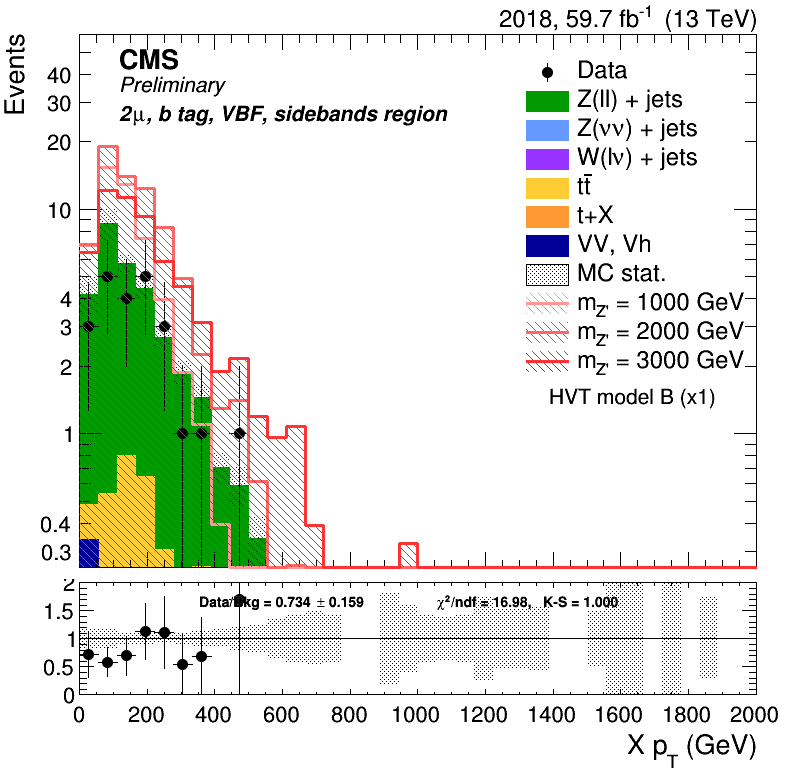 2018, 59.7 fb⁻¹ (13 TeV)
Events
CMS
Preliminary
2μ, b tag, VBF, sidebands region
Data
Z(ll) + jets
Z(νν) + jets
W(lν) + jets
tt̄
t+X
VV, Vh
MC stat.
m_Z' = 1000 GeV
m_Z' = 2000 GeV
m_Z' = 3000 GeV
HVT model B (x1)
40
30
20
10
4
3
2
1
0.4
0.3
2
1.5
1
0.5
0
Data/Bkg = 0.734 ± 0.159
χ²/ndf = 16.98, K-S = 1.000
0 200 400 600 800 1000 1200 1400 1600 1800 2000
X p_T (GeV)